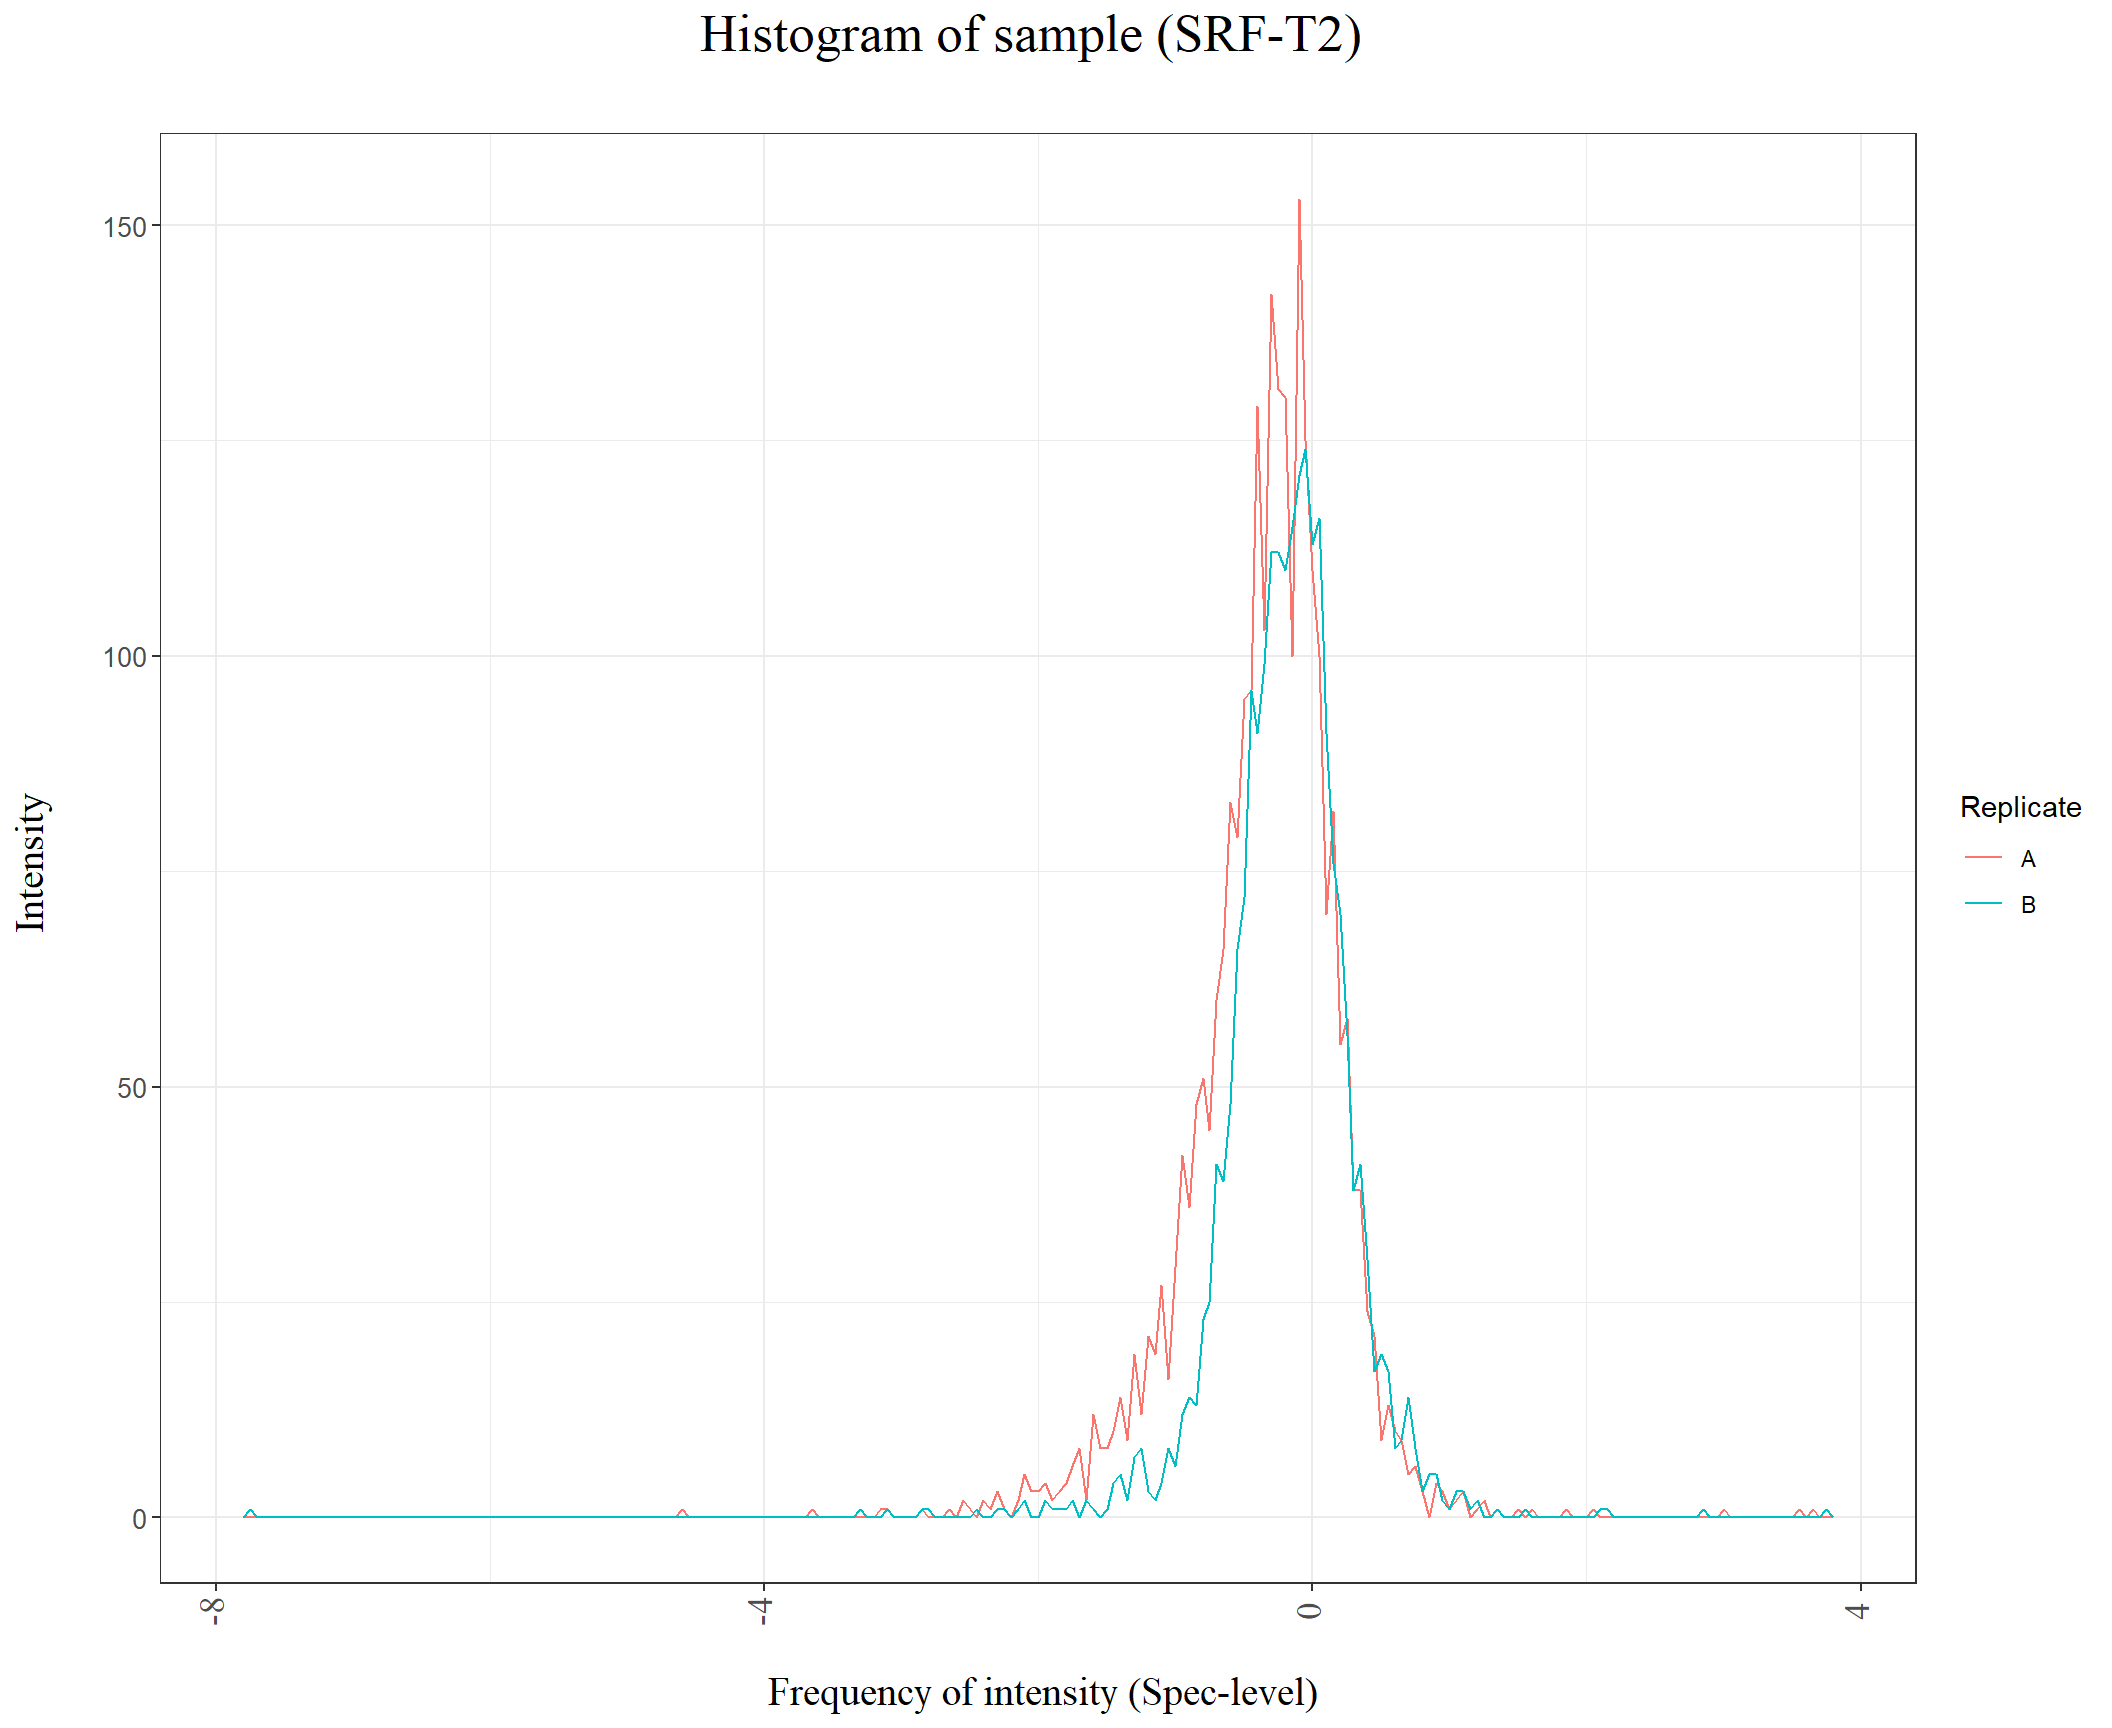 Histogram of sample (SRF-T2)
150
100
50
0
Intensity
-8
-4
0
4
Frequency of intensity (Spec-level)
Replicate
A
B